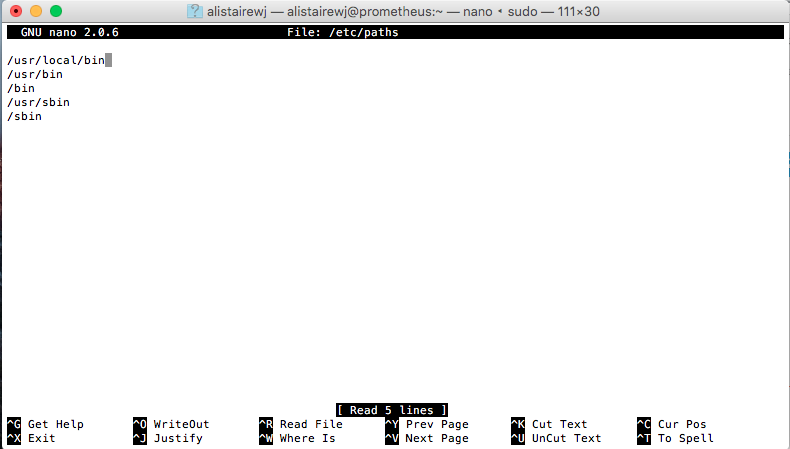 alistairewj — alistairewj@prometheus:~ — nano • sudo — 111×30
GNU nano 2.0.6 File: /etc/paths
/usr/local/bin
/usr/bin
/bin
/usr/sbin
/sbin
[ Read 5 lines ]
^G Get Help ^O WriteOut ^R Read File ^Y Prev Page ^K Cut Text ^C Cur Pos
^X Exit ^J Justify ^W Where Is ^V Next Page ^U UnCut Text ^T To Spell